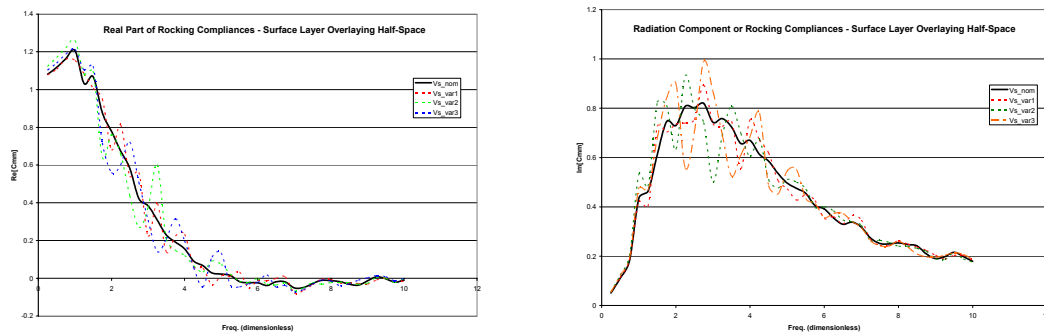 Real Part of Rocking Compliances - Surface Layer Overlaying Half-Space
Re[Cmm]
1.4
1.2
1
0.8
0.6
0.4
0.2
0
-0.2
0 2 4 6 8 10 12
Freq. (dimensionless)
Vs_nom
Vs_var1
Vs_var2
Vs_var3
Radiation Component or Rocking Compliances - Surface Layer Overlaying Half-Space
Im[Cmm]
1.2
1
0.8
0.6
0.4
0.2
0
0 2 4 6 8 10
Freq. (dimensionless)
Vs_nom
Vs_var1
Vs_var2
Vs_var3